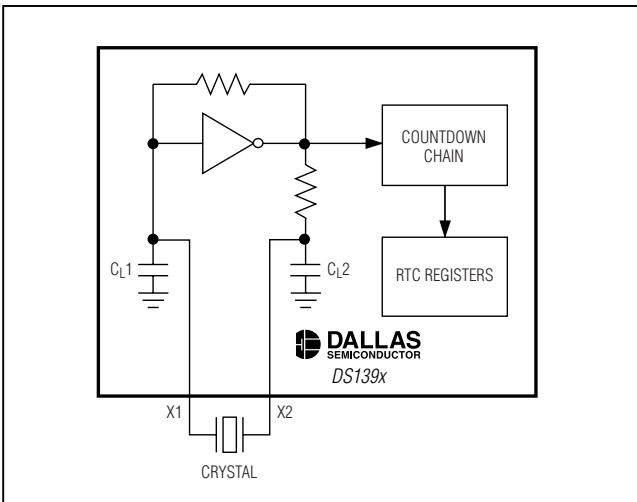 COUNTDOWN
CHAIN
RTC REGISTERS
CL1
CL2
DALLAS
SEMICONDUCTOR
DS139x
X1
X2
CRYSTAL